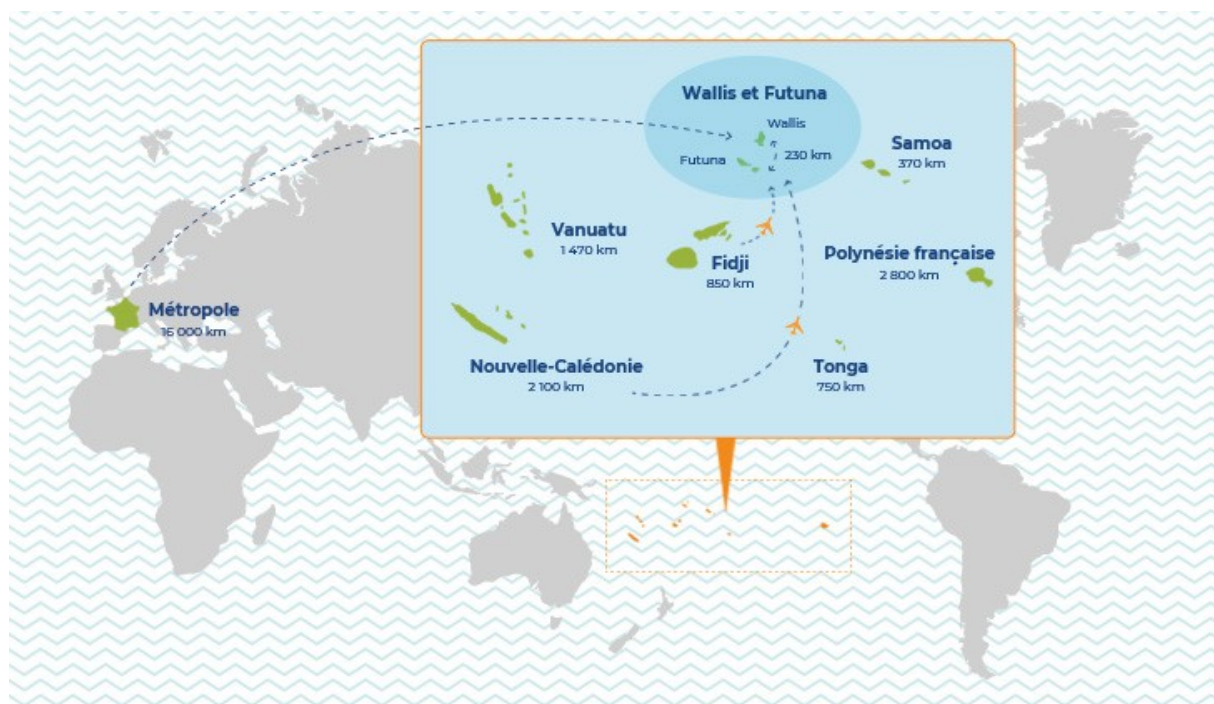 Wallis et Futuna
Wallis
Futuna
230 km
Samoa
370 km
Vanuatu
1 470 km
Fidji
850 km
Polynésie française
2 800 km
Métropole
16 000 km
Nouvelle-Calédonie
2 100 km
Tonga
750 km